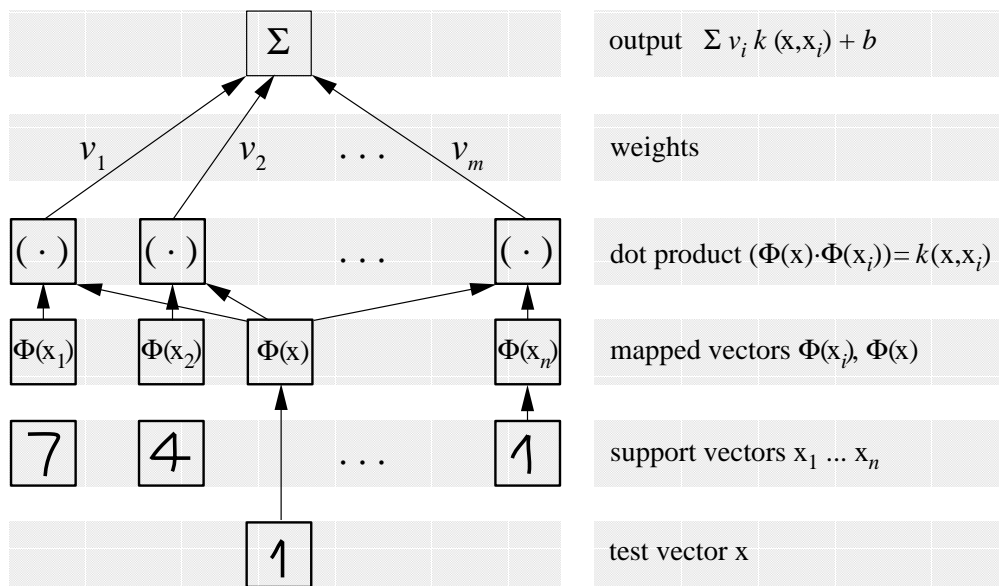 Σ output Σ v_i k (x,x_i) + b
v_1 v_2 . . . v_m weights
( · ) ( · ) . . . ( · ) dot product (Φ(x)·Φ(x_i)) = k(x,x_i)
Φ(x_1) Φ(x_2) Φ(x) Φ(x_n) mapped vectors Φ(x_i), Φ(x)
7 4 . . . 1 support vectors x_1 ... x_n
1 test vector x